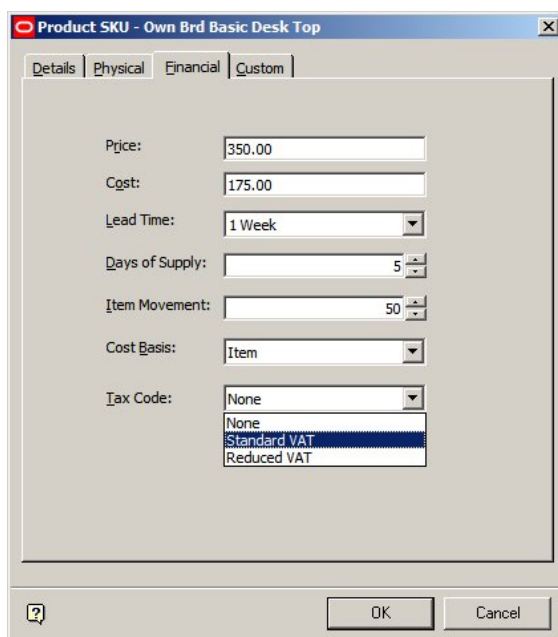 Product SKU - Own Brd Basic Desk Top
Details Physical Financial Custom
Price: 350.00
Cost: 175.00
Lead Time: 1 Week
Days of Supply: 5
Item Movement: 50
Cost Basis: Item
Tax Code: None
None
Standard VAT
Reduced VAT
OK Cancel